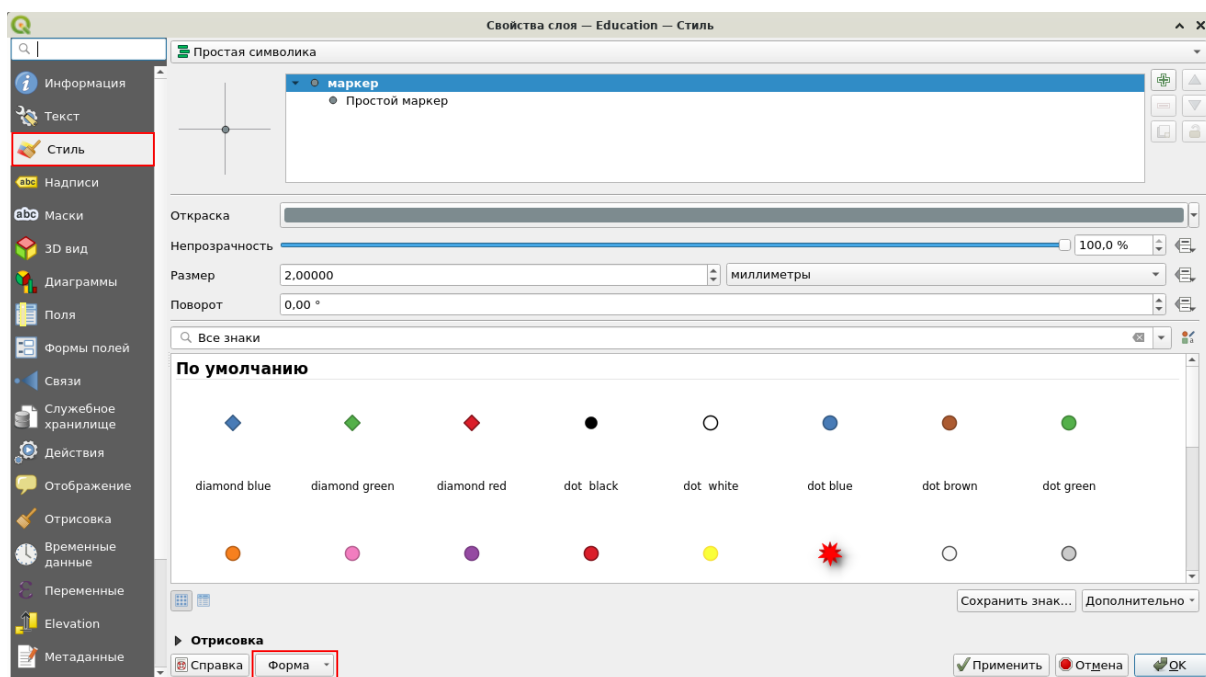 Свойства слоя — Education — Стиль
Информация
Текст
Стиль
Надписи
Маски
3D вид
Диаграммы
Поля
Формы полей
Связи
Служебное
хранилище
Действия
Отображение
Отрисовка
Временные
данные
Переменные
Elevation
Метаданные
Простая символика
маркер
Простой маркер
Откраска
Непрозрачность 100,0 %
Размер 2,00000 миллиметры
Поворот 0,00 °
Все знаки
По умолчанию
diamond blue diamond green diamond red dot black dot white dot blue dot brown dot green
Сохранить знак... Дополнительно
Отрисовка
Справка Форма Применить Отмена OK